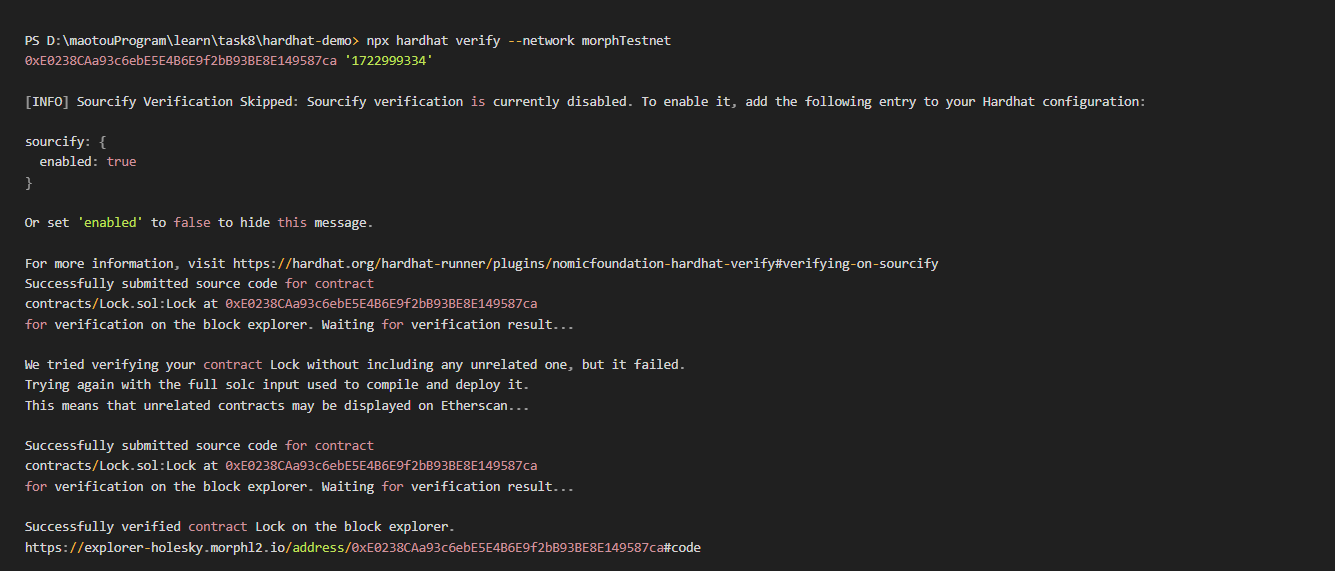 PS D:\maotouProgram\learn\task8\hardhat-demo> npx hardhat verify --network morphTestnet
0xE0238CAa93c6ebE5E4B6E9f2bB93BE8E149587ca '1722999334'
[INFO] Sourcify Verification Skipped: Sourcify verification is currently disabled. To enable it, add the following entry to your Hardhat configuration:
sourcify: {
  enabled: true
}
Or set 'enabled' to false to hide this message.
For more information, visit https://hardhat.org/hardhat-runner/plugins/nomicfoundation-hardhat-verify#verifying-on-sourcify
Successfully submitted source code for contract
contracts/Lock.sol:Lock at 0xE0238CAa93c6ebE5E4B6E9f2bB93BE8E149587ca
for verification on the block explorer. Waiting for verification result...
We tried verifying your contract Lock without including any unrelated one, but it failed.
Trying again with the full solc input used to compile and deploy it.
This means that unrelated contracts may be displayed on Etherscan...
Successfully submitted source code for contract
contracts/Lock.sol:Lock at 0xE0238CAa93c6ebE5E4B6E9f2bB93BE8E149587ca
for verification on the block explorer. Waiting for verification result...
Successfully verified contract Lock on the block explorer.
https://explorer-holesky.morphl2.io/address/0xE0238CAa93c6ebE5E4B6E9f2bB93BE8E149587ca#code